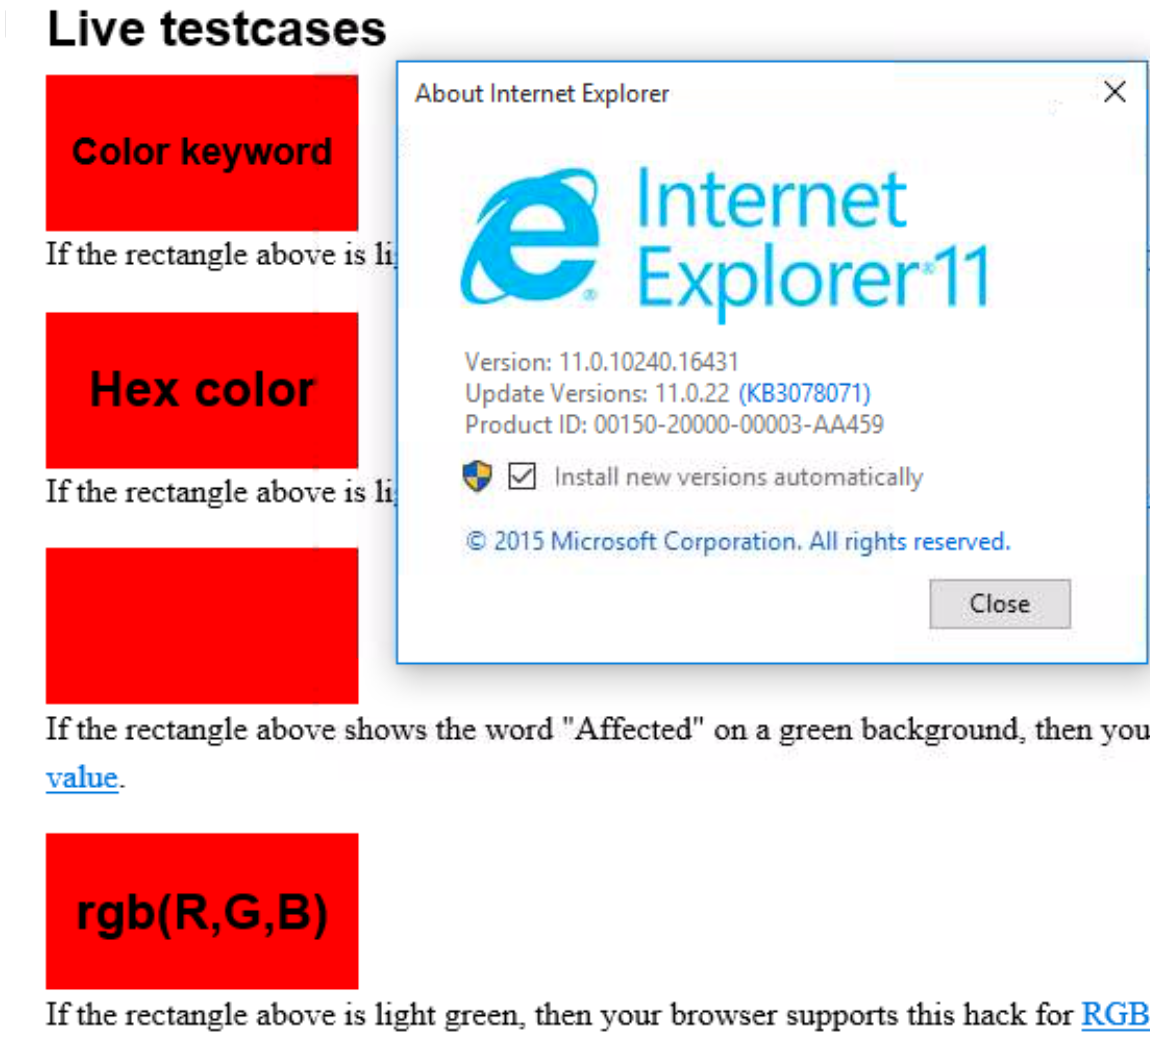 Live testcases
Color keyword
If the rectangle above is li
Hex color
If the rectangle above is li
About Internet Explorer
Internet
Explorer®11
Version: 11.0.10240.16431
Update Versions: 11.0.22 (KB3078071)
Product ID: 00150-20000-00003-AA459
Install new versions automatically
© 2015 Microsoft Corporation. All rights reserved.
Close
If the rectangle above shows the word "Affected" on a green background, then you
value.
rgb(R,G,B)
If the rectangle above is light green, then your browser supports this hack for RGB